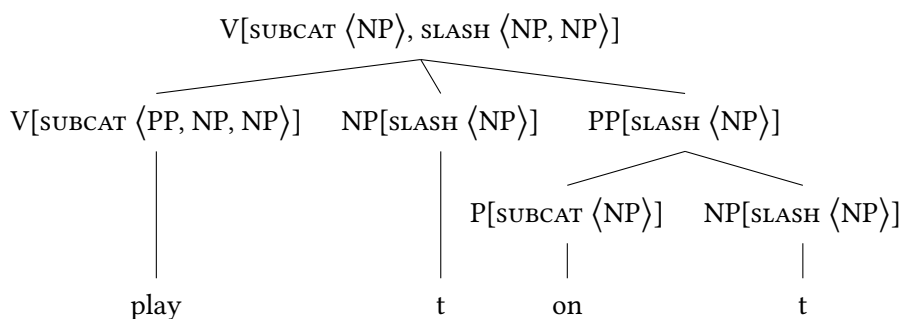 V[SUBCAT ⟨NP⟩, SLASH ⟨NP, NP⟩]
V[SUBCAT ⟨PP, NP, NP⟩] NP[SLASH ⟨NP⟩] PP[SLASH ⟨NP⟩]
P[SUBCAT ⟨NP⟩] NP[SLASH ⟨NP⟩]
play t on t